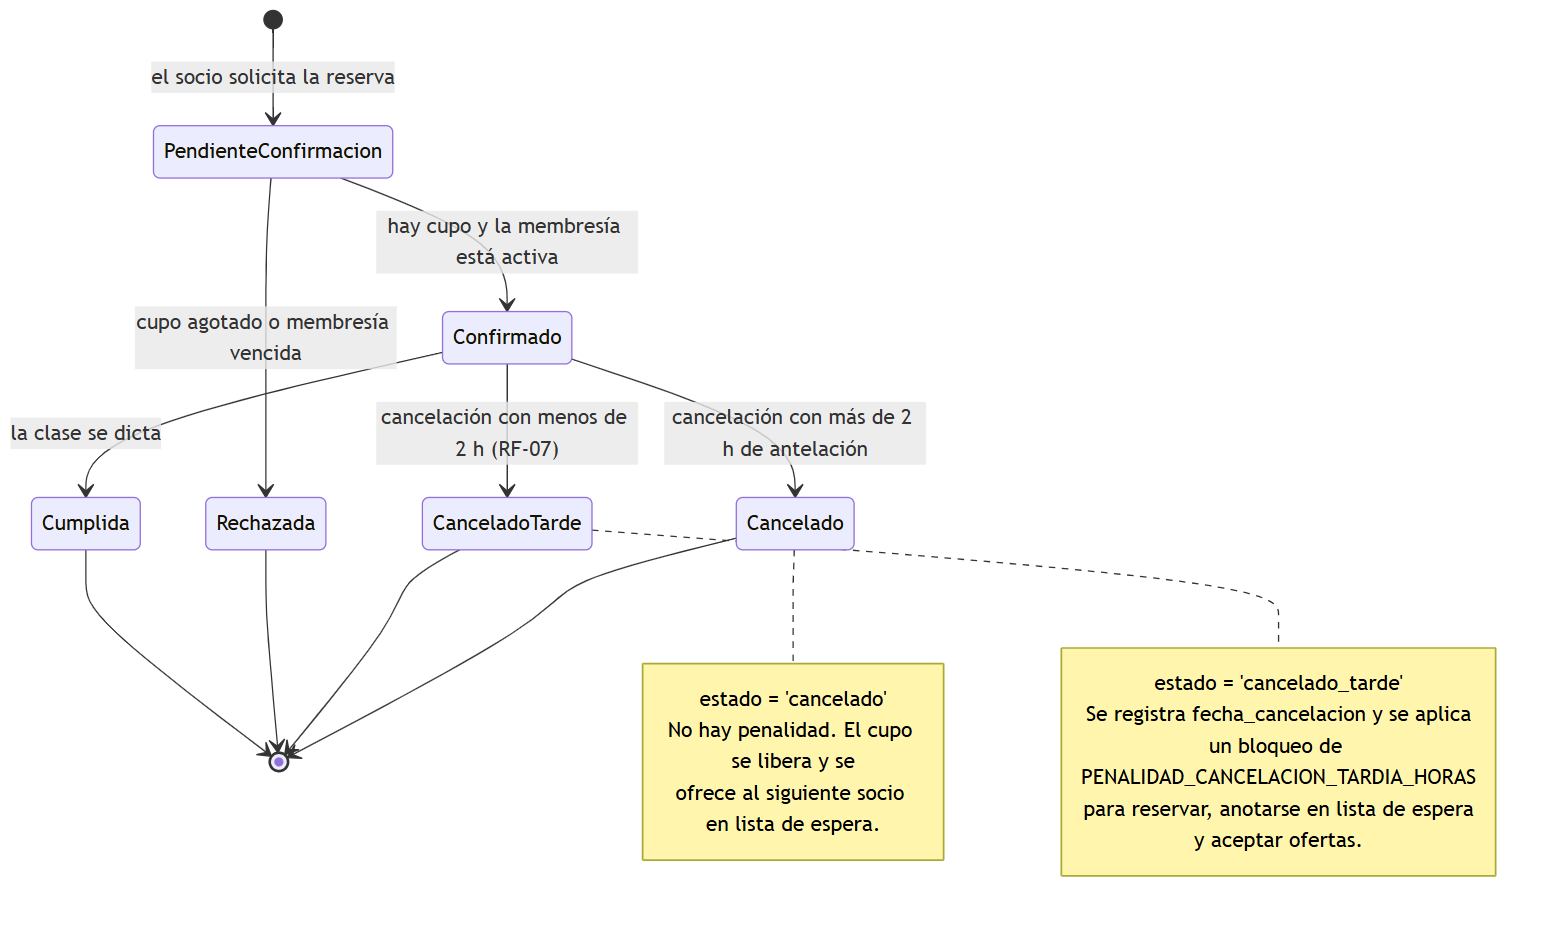 el socio solicita la reserva
PendienteConfirmacion
hay cupo y la membresía
está activa
cupo agotado o membresía
vencida
Confirmado
la clase se dicta
cancelación con menos de
2 h (RF-07)
cancelación con más de 2
h de antelación
Cumplida
Rechazada
CanceladoTarde
Cancelado
estado = 'cancelado'
No hay penalidad. El cupo
se libera y se
ofrece al siguiente socio
en lista de espera.
estado = 'cancelado_tarde'
Se registra fecha_cancelacion y se aplica
un bloqueo de
PENALIDAD_CANCELACION_TARDIA_HORAS
para reservar, anotarse en lista de espera
y aceptar ofertas.